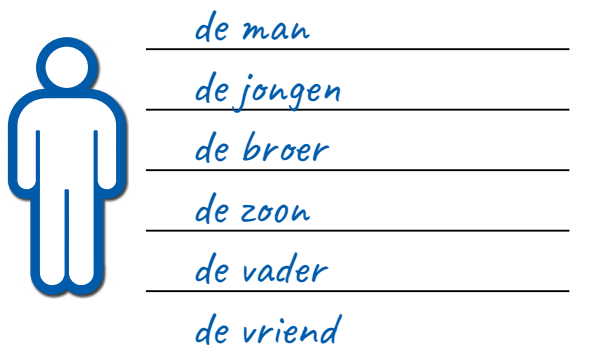 de man
de jongen
de broer
de zoon
de vader
de vriend